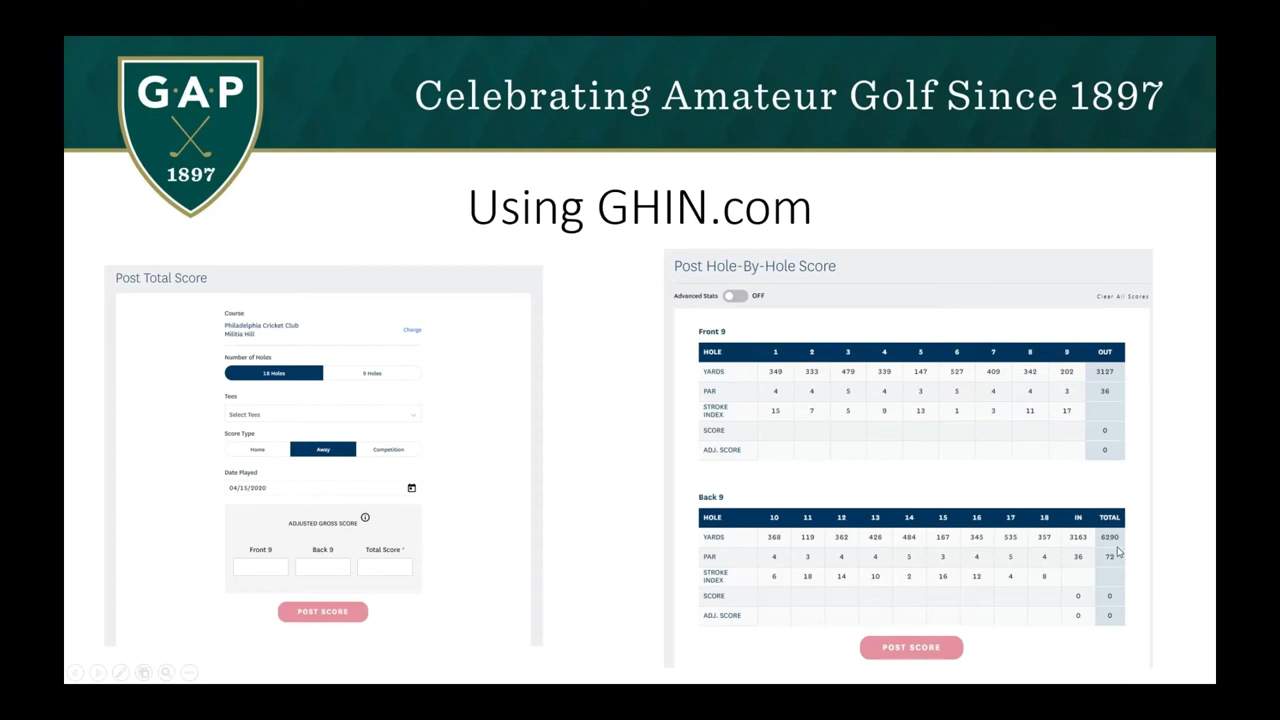 G·A·P
1897
Celebrating Amateur Golf Since 1897
Using GHIN.com
Post Total Score
Course
Philadelphia Cricket Club
Militia Hill
Change
Number of Holes
18 Holes 9 Holes
Tees
Select Tees
Score Type
Home Away Competition
Date Played
04/15/2020
ADJUSTED GROSS SCORE
Front 9 Back 9 Total Score *
POST SCORE
Post Hole-By-Hole Score
Advanced Stats OFF
Clear All Scores
Front 9
HOLE 1 2 3 4 5 6 7 8 9 OUT
YARDS 349 333 479 339 147 527 409 342 202 3127
PAR 4 4 5 4 3 5 4 4 3 36
STROKE
INDEX 15 7 5 9 13 1 3 11 17
SCORE 0
ADJ. SCORE 0
Back 9
HOLE 10 11 12 13 14 15 16 17 18 IN TOTAL
YARDS 368 119 362 426 484 167 345 535 357 3163 6290
PAR 4 3 4 4 5 3 4 5 4 36 72
STROKE
INDEX 6 18 14 10 2 16 12 4 8
SCORE 0 0
ADJ. SCORE 0 0
POST SCORE